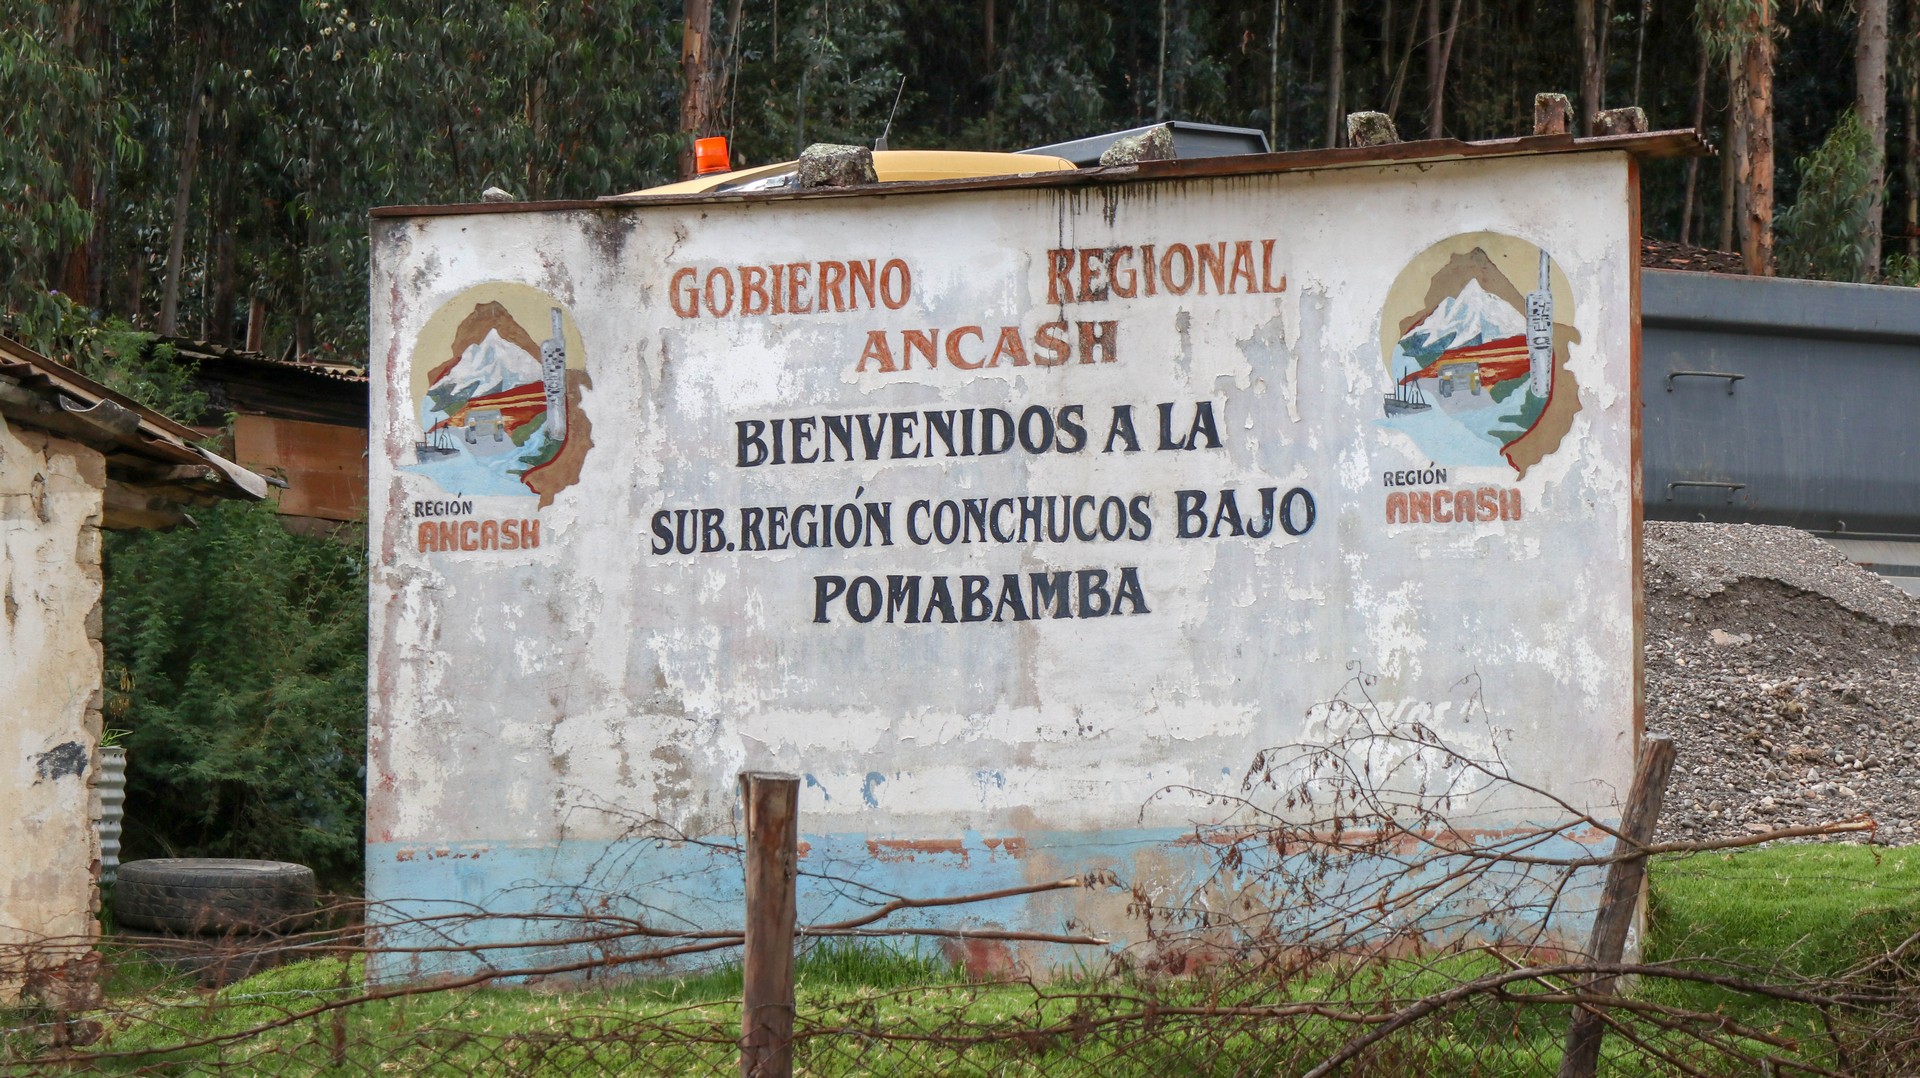 GOBIERNO REGIONAL
ANCASH
BIENVENIDOS A LA
SUB.REGIÓN CONCHUCOS BAJO
POMABAMBA
REGIÓN
ANCASH
REGIÓN
ANCASH